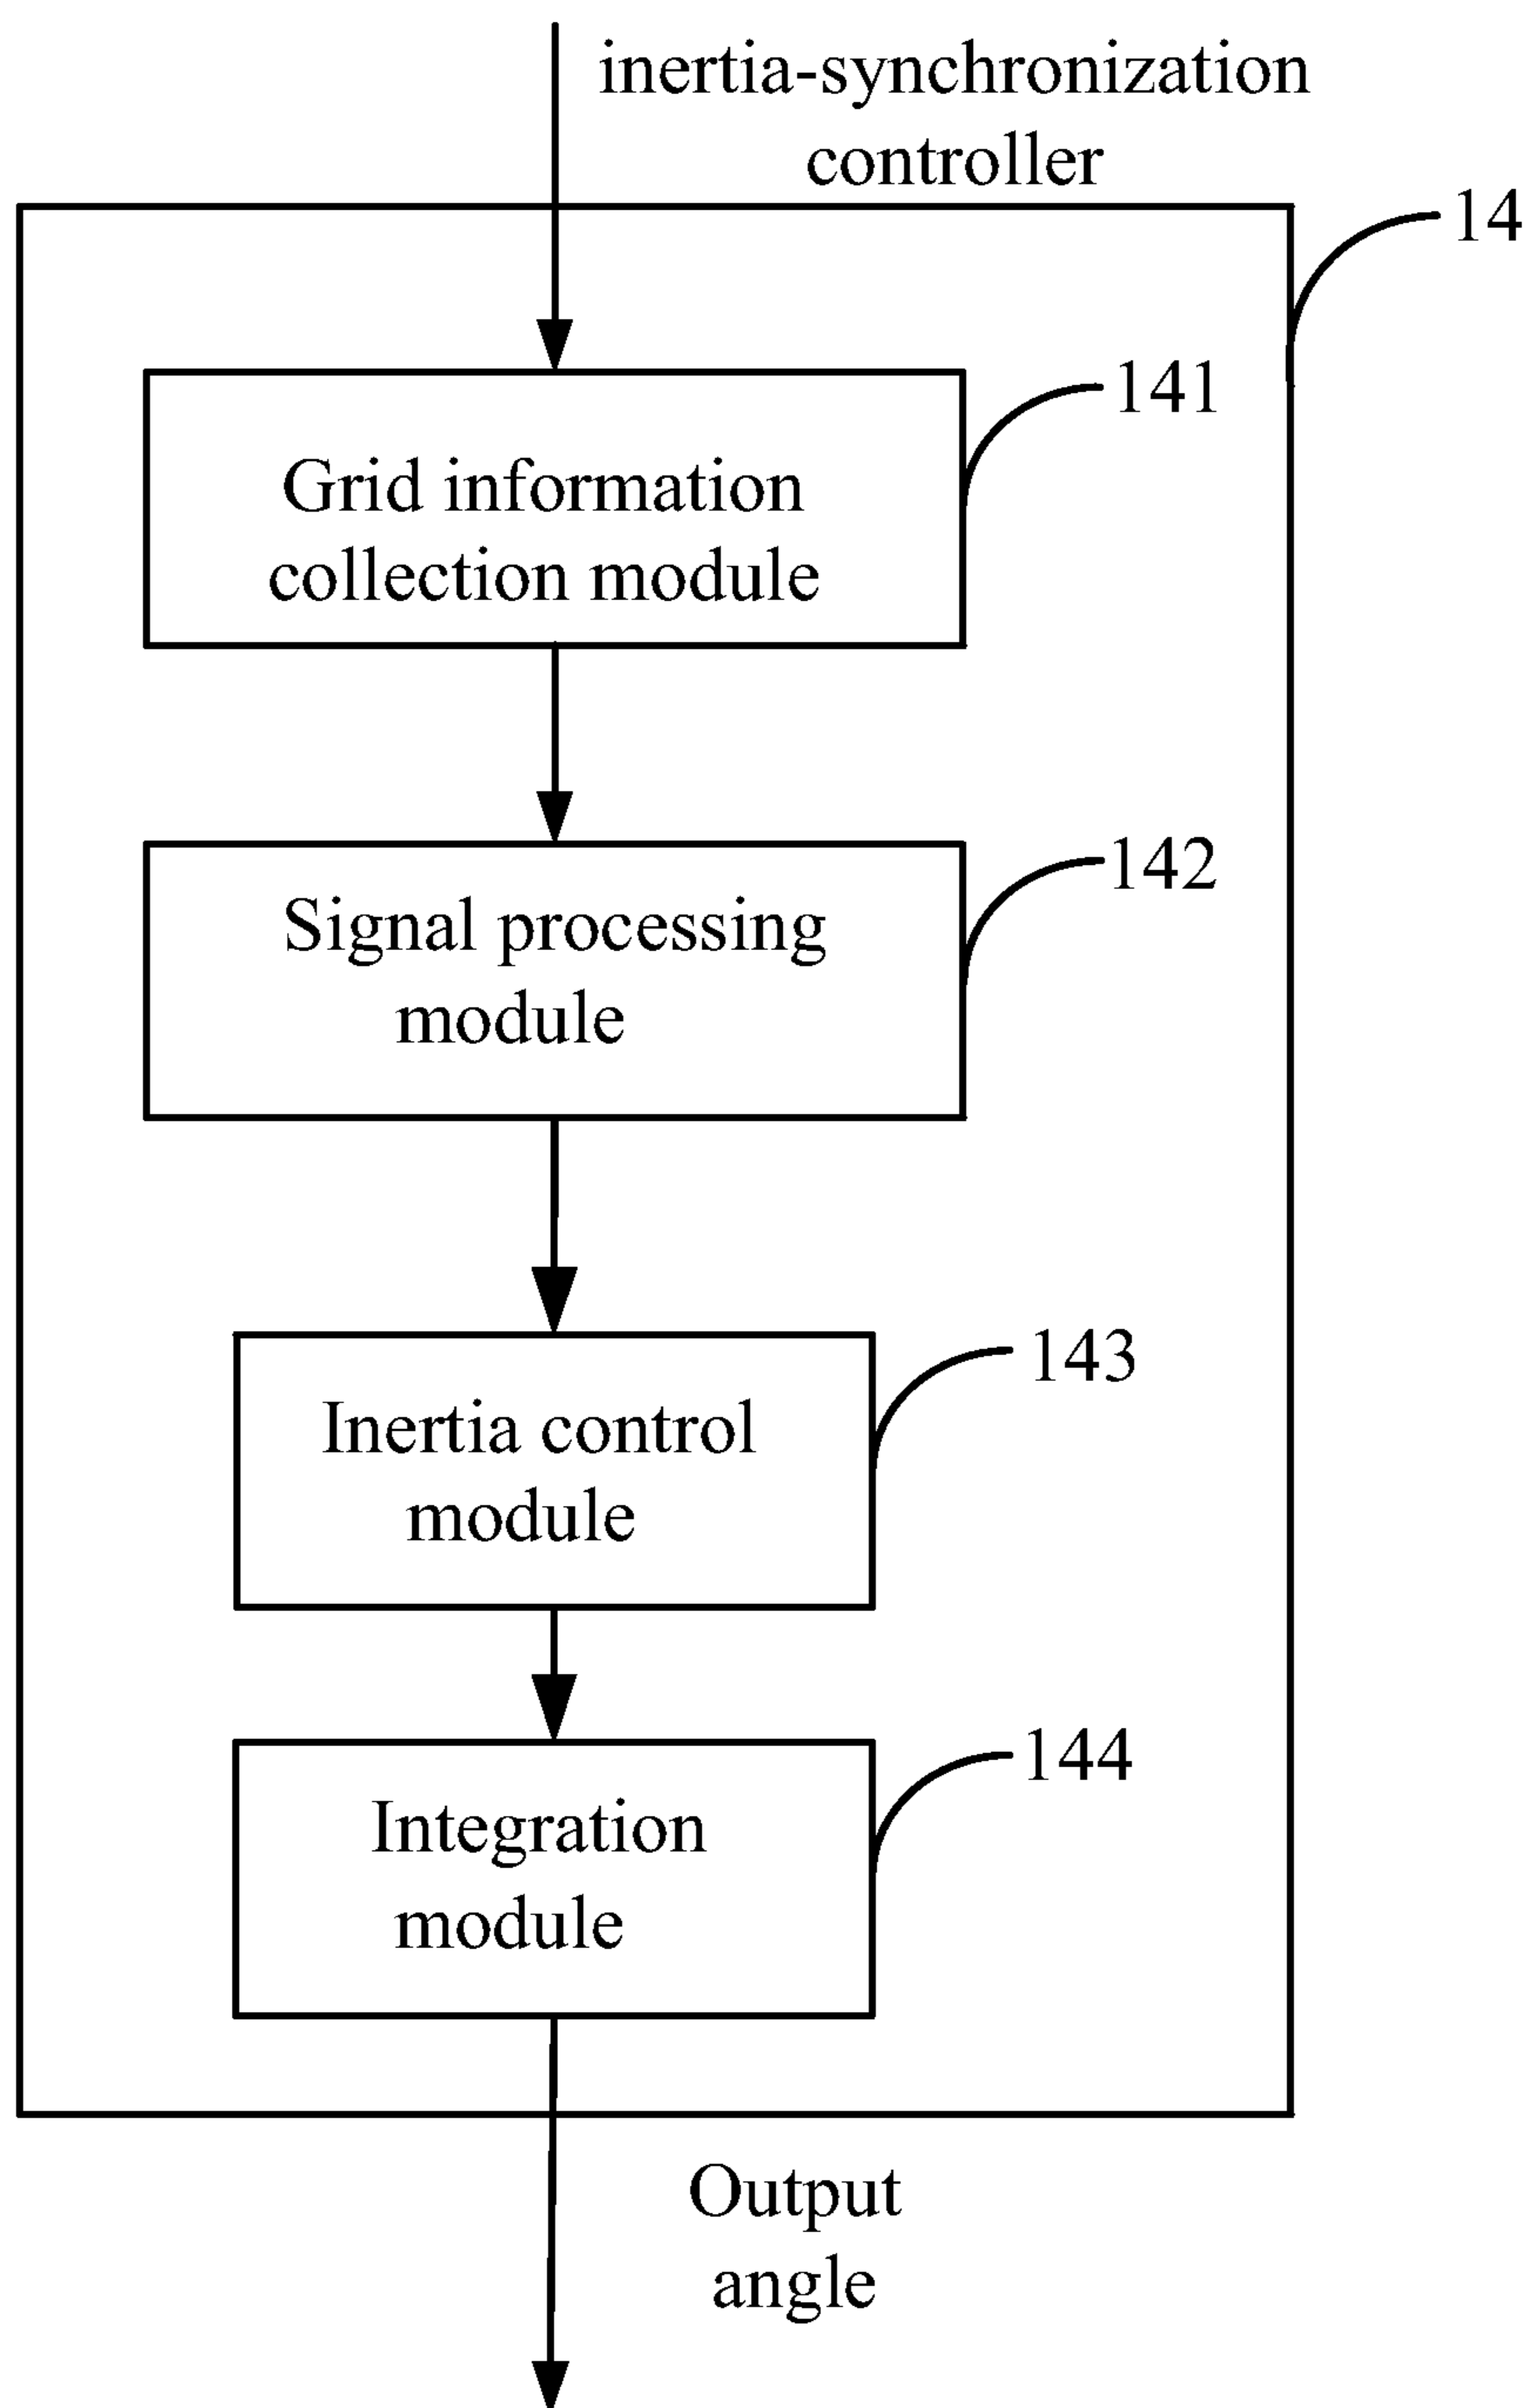 inertia-synchronization
controller
14
141
Grid information
collection module
142
Signal processing
module
143
Inertia control
module
144
Integration
module
Output
angle